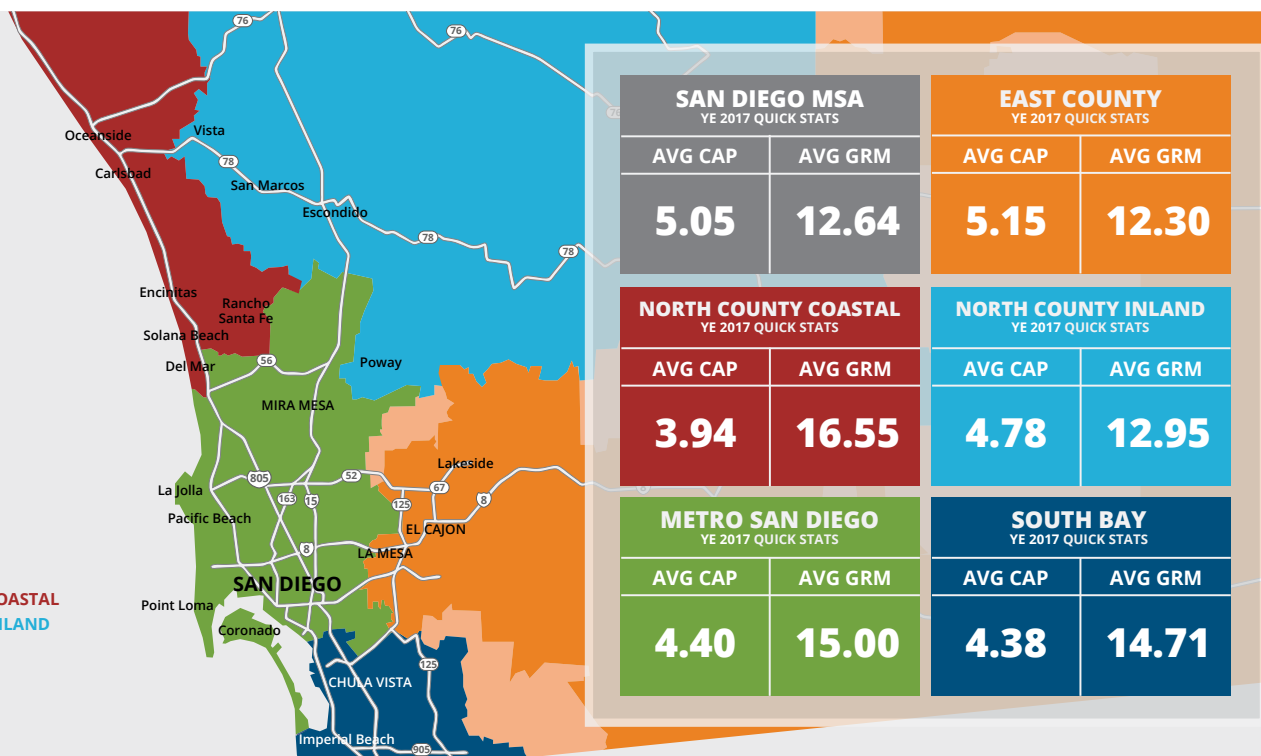 76
76
Oceanside
Vista
78
Carlsbad
San Marcos
Escondido
78
78
Encinitas
Rancho
Santa Fe
Solana Beach
Del Mar
56
Poway
MIRA MESA
Lakeside
805
52
67
La Jolla
163
15
125
8
Pacific Beach
EL CAJON
8
LA MESA
SAN DIEGO
Point Loma
Coronado
125
CHULA VISTA
Imperial Beach
905
OASTAL
NLAND
SAN DIEGO MSA
YE 2017 QUICK STATS
AVG CAP AVG GRM
5.05 12.64
EAST COUNTY
YE 2017 QUICK STATS
AVG CAP AVG GRM
5.15 12.30
NORTH COUNTY COASTAL
YE 2017 QUICK STATS
AVG CAP AVG GRM
3.94 16.55
NORTH COUNTY INLAND
YE 2017 QUICK STATS
AVG CAP AVG GRM
4.78 12.95
METRO SAN DIEGO
YE 2017 QUICK STATS
AVG CAP AVG GRM
4.40 15.00
SOUTH BAY
YE 2017 QUICK STATS
AVG CAP AVG GRM
4.38 14.71